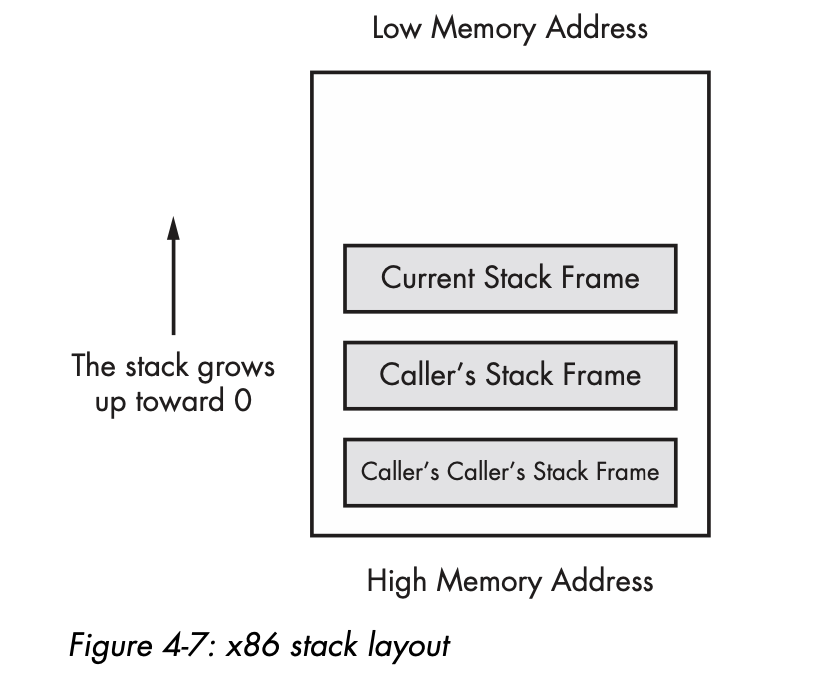 Low Memory Address
Current Stack Frame
The stack grows
up toward 0
Caller’s Stack Frame
Caller’s Caller’s Stack Frame
High Memory Address
Figure 4-7: x86 stack layout